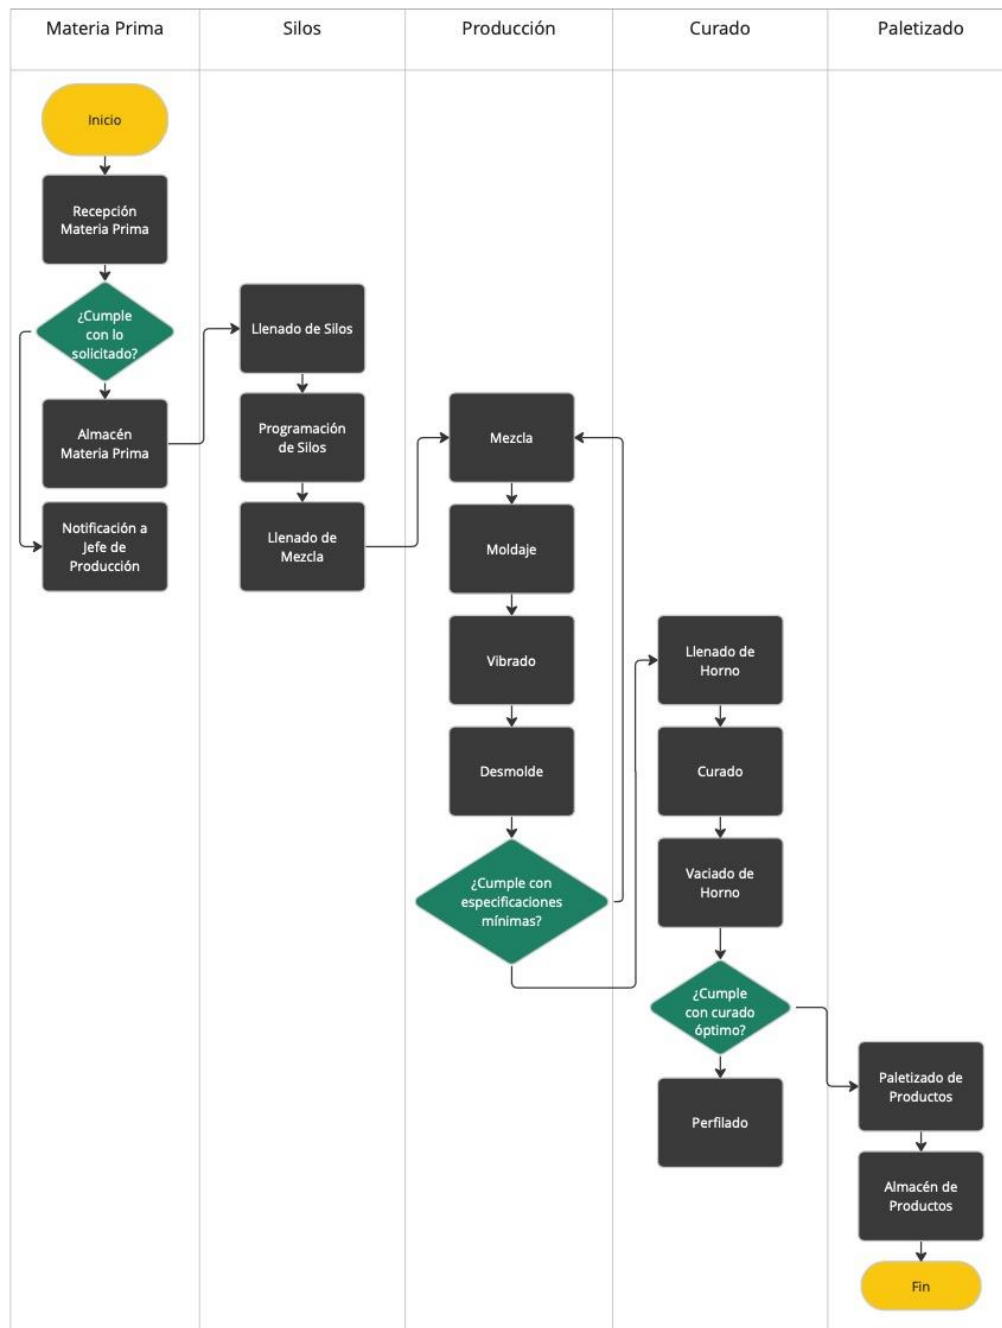 Materia Prima
Silos
Producción
Curado
Paletizado
Inicio
Recepción
Materia Prima
¿Cumple
con lo
solicitado?
Almacén
Materia Prima
Notificación a
Jefe de
Producción
Llenado de Silos
Programación
de Silos
Llenado de
Mezcla
Mezcla
Moldaje
Vibrado
Desmolde
¿Cumple con
especificaciones
mínimas?
Llenado de
Horno
Curado
Vaciado de
Horno
¿Cumple
con curado
óptimo?
Perfilado
Paletizado de
Productos
Almacén de
Productos
Fin